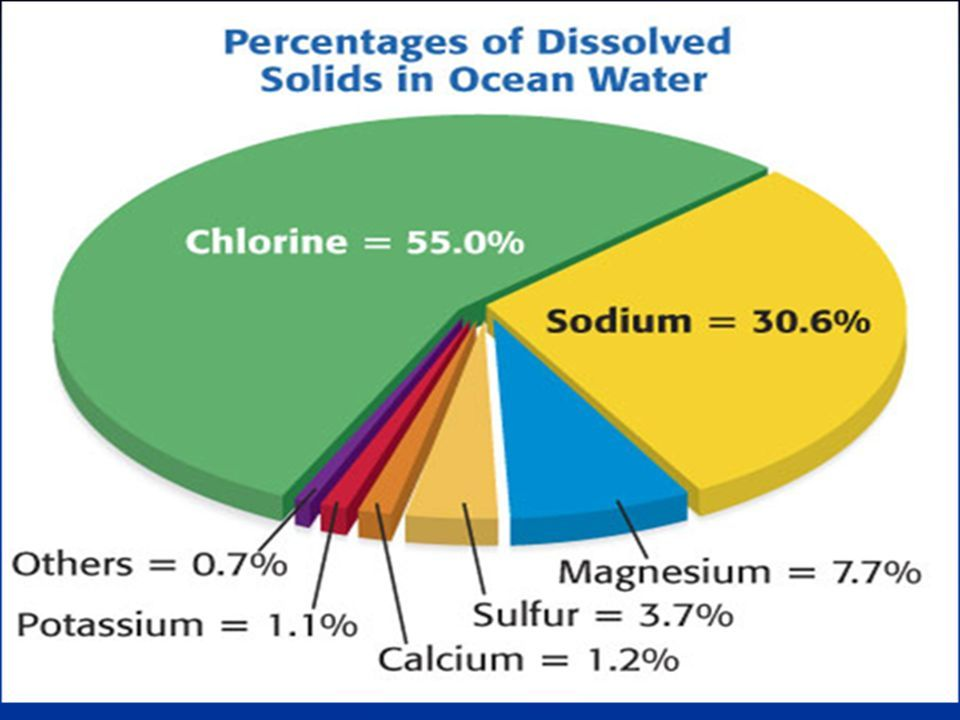 Percentages of Dissolved
Solids in Ocean Water
Chlorine = 55.0%
Sodium = 30.6%
Others = 0.7%
Magnesium = 7.7%
Potassium = 1.1%
Sulfur = 3.7%
Calcium = 1.2%